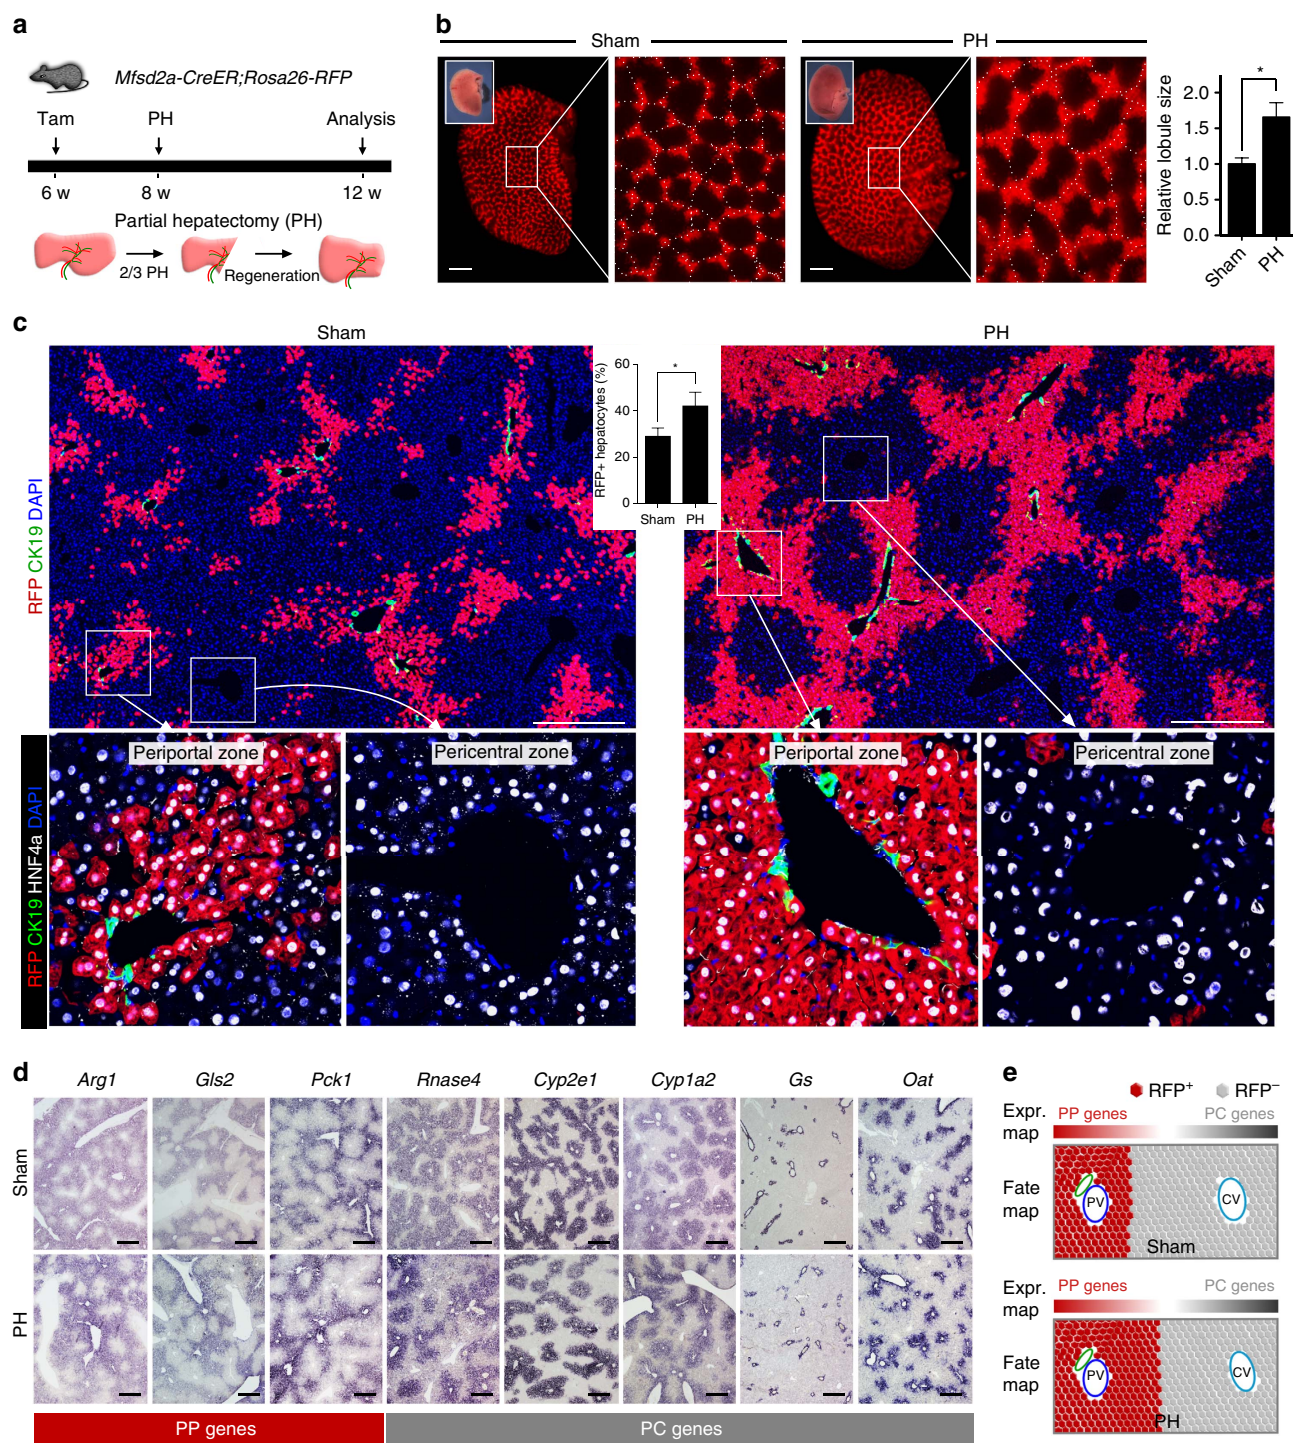 a
Mfsd2a-CreER;Rosa26-RFP
Tam PH Analysis
6 w 8 w 12 w
Partial hepatectomy (PH)
2/3 PH Regeneration
b
Sham PH
Relative lobule size
2.0
1.5
1.0
0.5
0.0
*
Sham PH
c
Sham PH
RFP CK19 DAPI
RFP+ hepatocytes (%)
60
40
20
0
*
Sham PH
RFP CK19 HNF4a DAPI
Periportal zone Pericentral zone Periportal zone Pericentral zone
d
Arg1 Gls2 Pck1 Rnase4 Cyp2e1 Cyp1a2 Gs Oat
Sham
PH
PP genes PC genes
e
RFP+ RFP−
Expr. map PP genes PC genes
Fate map PV CV
Sham
Expr. map PP genes PC genes
Fate map PV CV
PH